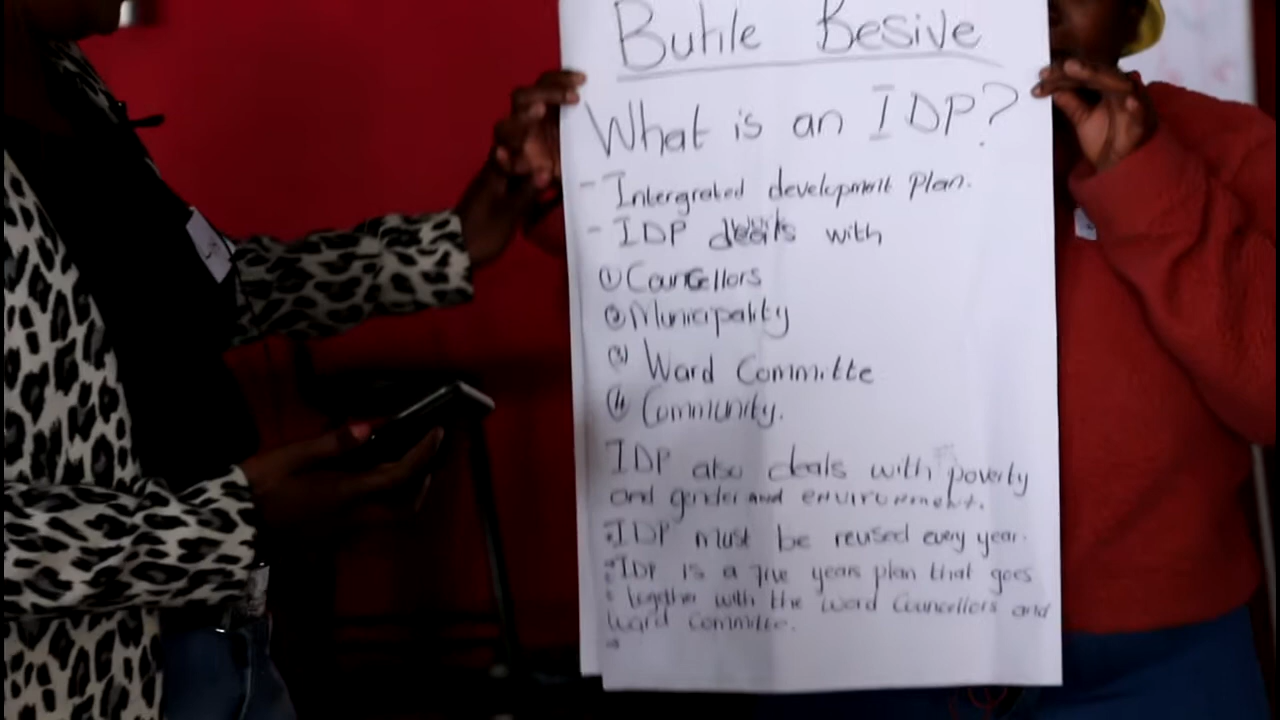 Buhle Besive
What is an IDP?
- Intergrated development plan.
- IDP deals with
① Councellors
② Municipality
③ Ward Committe
④ Community.
IDP also deals with poverty
and gender and environment.
• IDP must be reused every year.
• IDP is a five years plan that goes
together with the Ward Councellors and
Ward Committe.